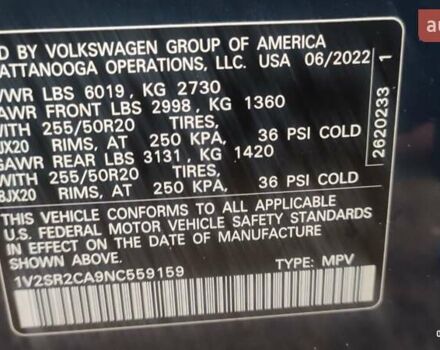 D BY VOLKSWAGEN GROUP OF AMERICA
ATTANOOGA OPERATIONS, LLC. USA 06/2022
VWR LBS 6019, KG 2730
AWR FRONT LBS 2998, KG 1360
WITH 255/50R20 TIRES,
JX20 RIMS, AT 250 KPA, 36 PSI COLD
GAWR REAR LBS 3131, KG 1420
WITH 255/50R20 TIRES,
8JX20 RIMS, AT 250 KPA, 36 PSI COLD
THIS VEHICLE CONFORMS TO ALL APPLICABLE
U.S. FEDERAL MOTOR VEHICLE SAFETY STANDARDS
IN EFFECT ON THE DATE OF MANUFACTURE
SHOWN ABOVE.
1V2SR2CA9NC559159 TYPE: MPV
2620233 1
au